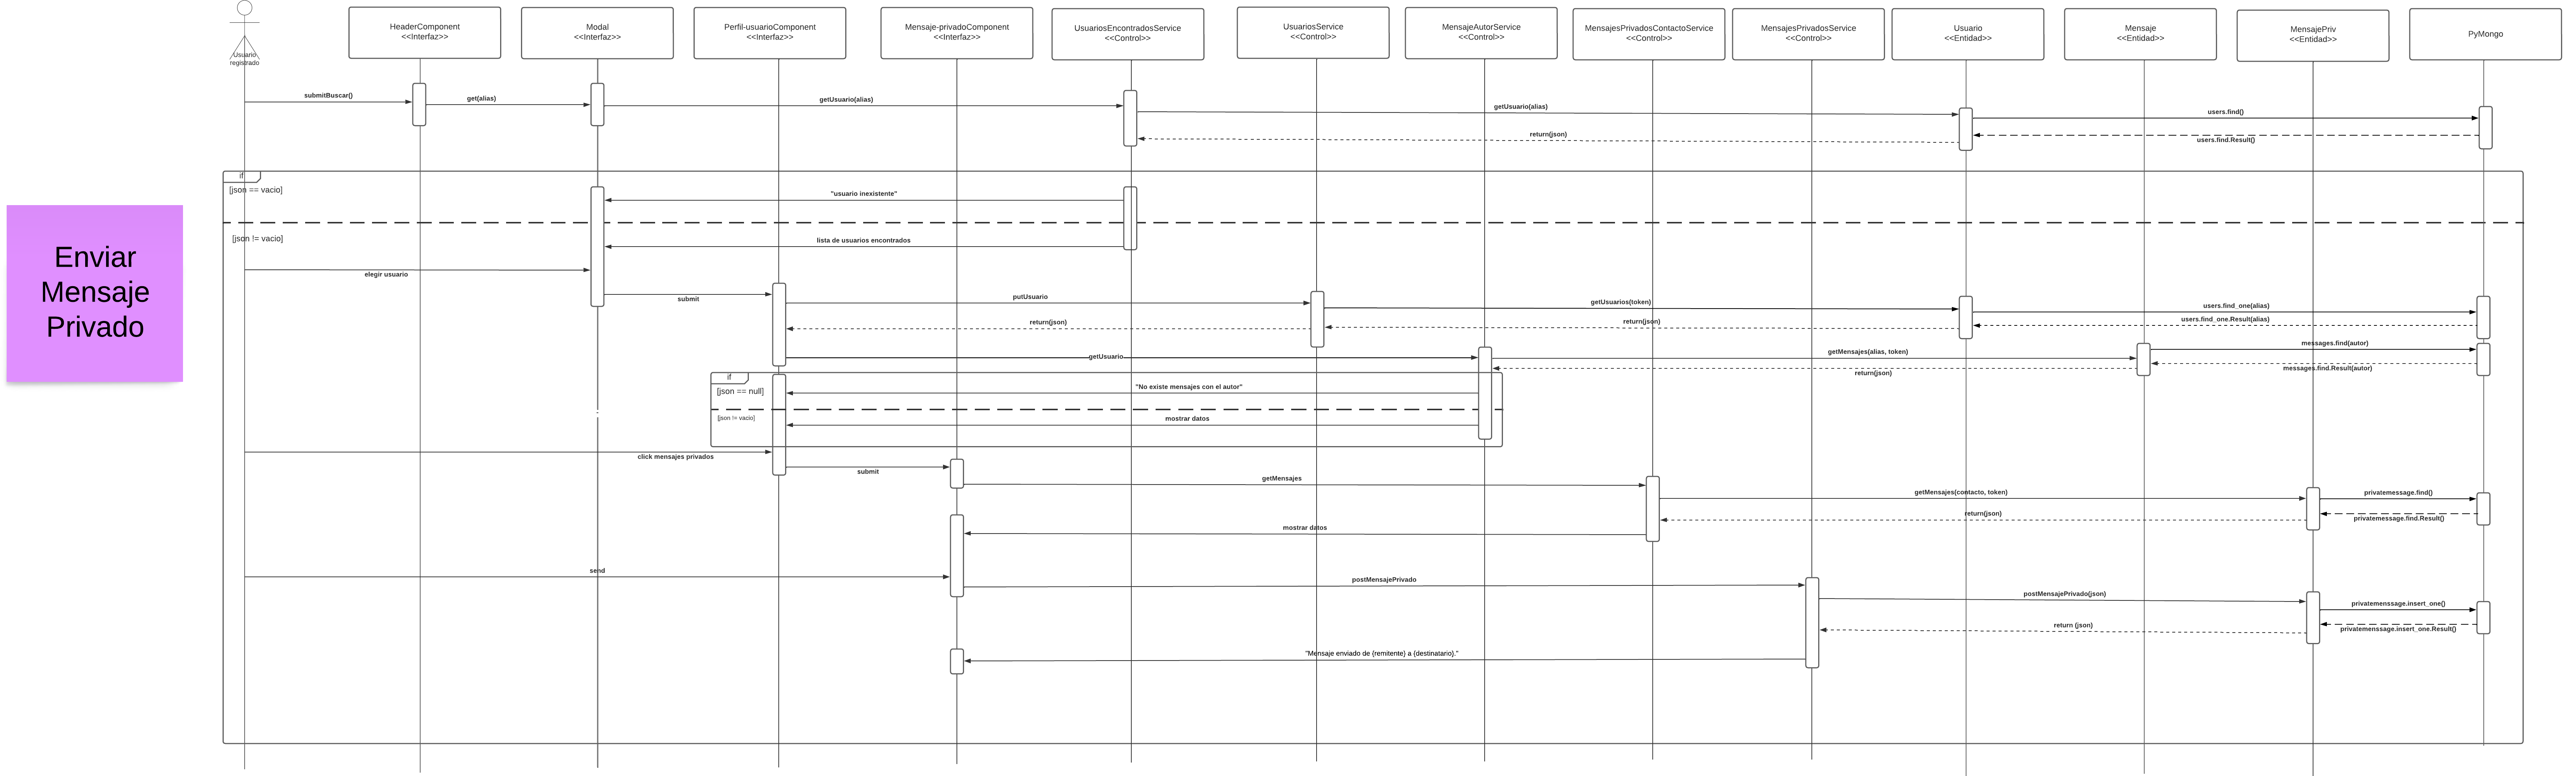 Usuario
registrado
HeaderComponent
<<Interfaz>>
Modal
<<Interfaz>>
Perfil-usuarioComponent
<<Interfaz>>
Mensaje-privadoComponent
<<Interfaz>>
UsuariosEncontradosService
<<Control>>
UsuariosService
<<Control>>
MensajeAutorService
<<Control>>
MensajesPrivadosContactoService
<<Control>>
MensajesPrivadosService
<<Control>>
Usuario
<<Entidad>>
Mensaje
<<Entidad>>
MensajePriv
<<Entidad>>
PyMongo
submitBuscar()
get(alias)
getUsuario(alias)
getUsuario(alias)
users.find()
return(json)
users.find.Result()
if
[json == vacio]
"usuario inexistente"
[json != vacio]
lista de usuarios encontrados
Enviar
Mensaje
Privado
elegir usuario
submit
putUsuario
getUsuarios(token)
users.find_one(alias)
return(json)
return(json)
users.find_one.Result(alias)
getUsuario
getMensajes(alias, token)
messages.find(autor)
return(json)
messages.find.Result(autor)
if
[json == null]
"No existe mensajes con el autor"
[json != vacio]
mostrar datos
click mensajes privados
submit
getMensajes
getMensajes(contacto, token)
privatemessage.find()
return(json)
privatemessage.find.Result()
mostrar datos
send
postMensajePrivado
postMensajePrivado(json)
privatemenssage.insert_one()
return (json)
privatemenssage.insert_one.Result()
"Mensaje enviado de {remitente} a {destinatario}."